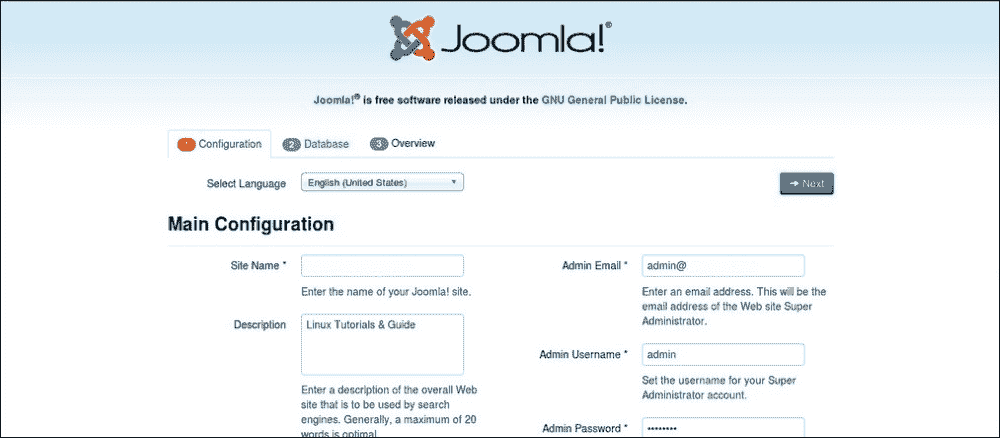 Joomla!®
Joomla!® is free software released under the GNU General Public License.
1 Configuration
2 Database
3 Overview
Select Language
English (United States)
Next
Main Configuration
Site Name *
Enter the name of your Joomla! site.
Description
Linux Tutorials & Guide
Enter a description of the overall Web
site that is to be used by search
engines. Generally, a maximum of 20
words is optimal.
Admin Email *
admin@
Enter an email address. This will be the
email address of the Web site Super
Administrator.
Admin Username *
admin
Set the username for your Super
Administrator account.
Admin Password *
••••••••